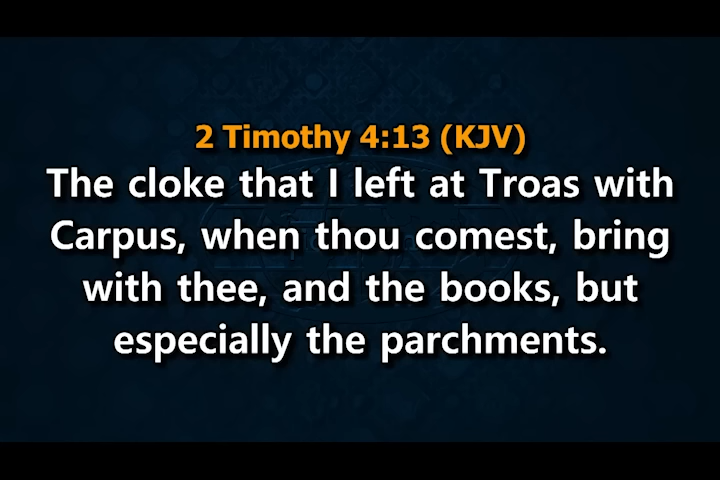 2 Timothy 4:13 (KJV)
The cloke that I left at Troas with
Carpus, when thou comest, bring
with thee, and the books, but
especially the parchments.